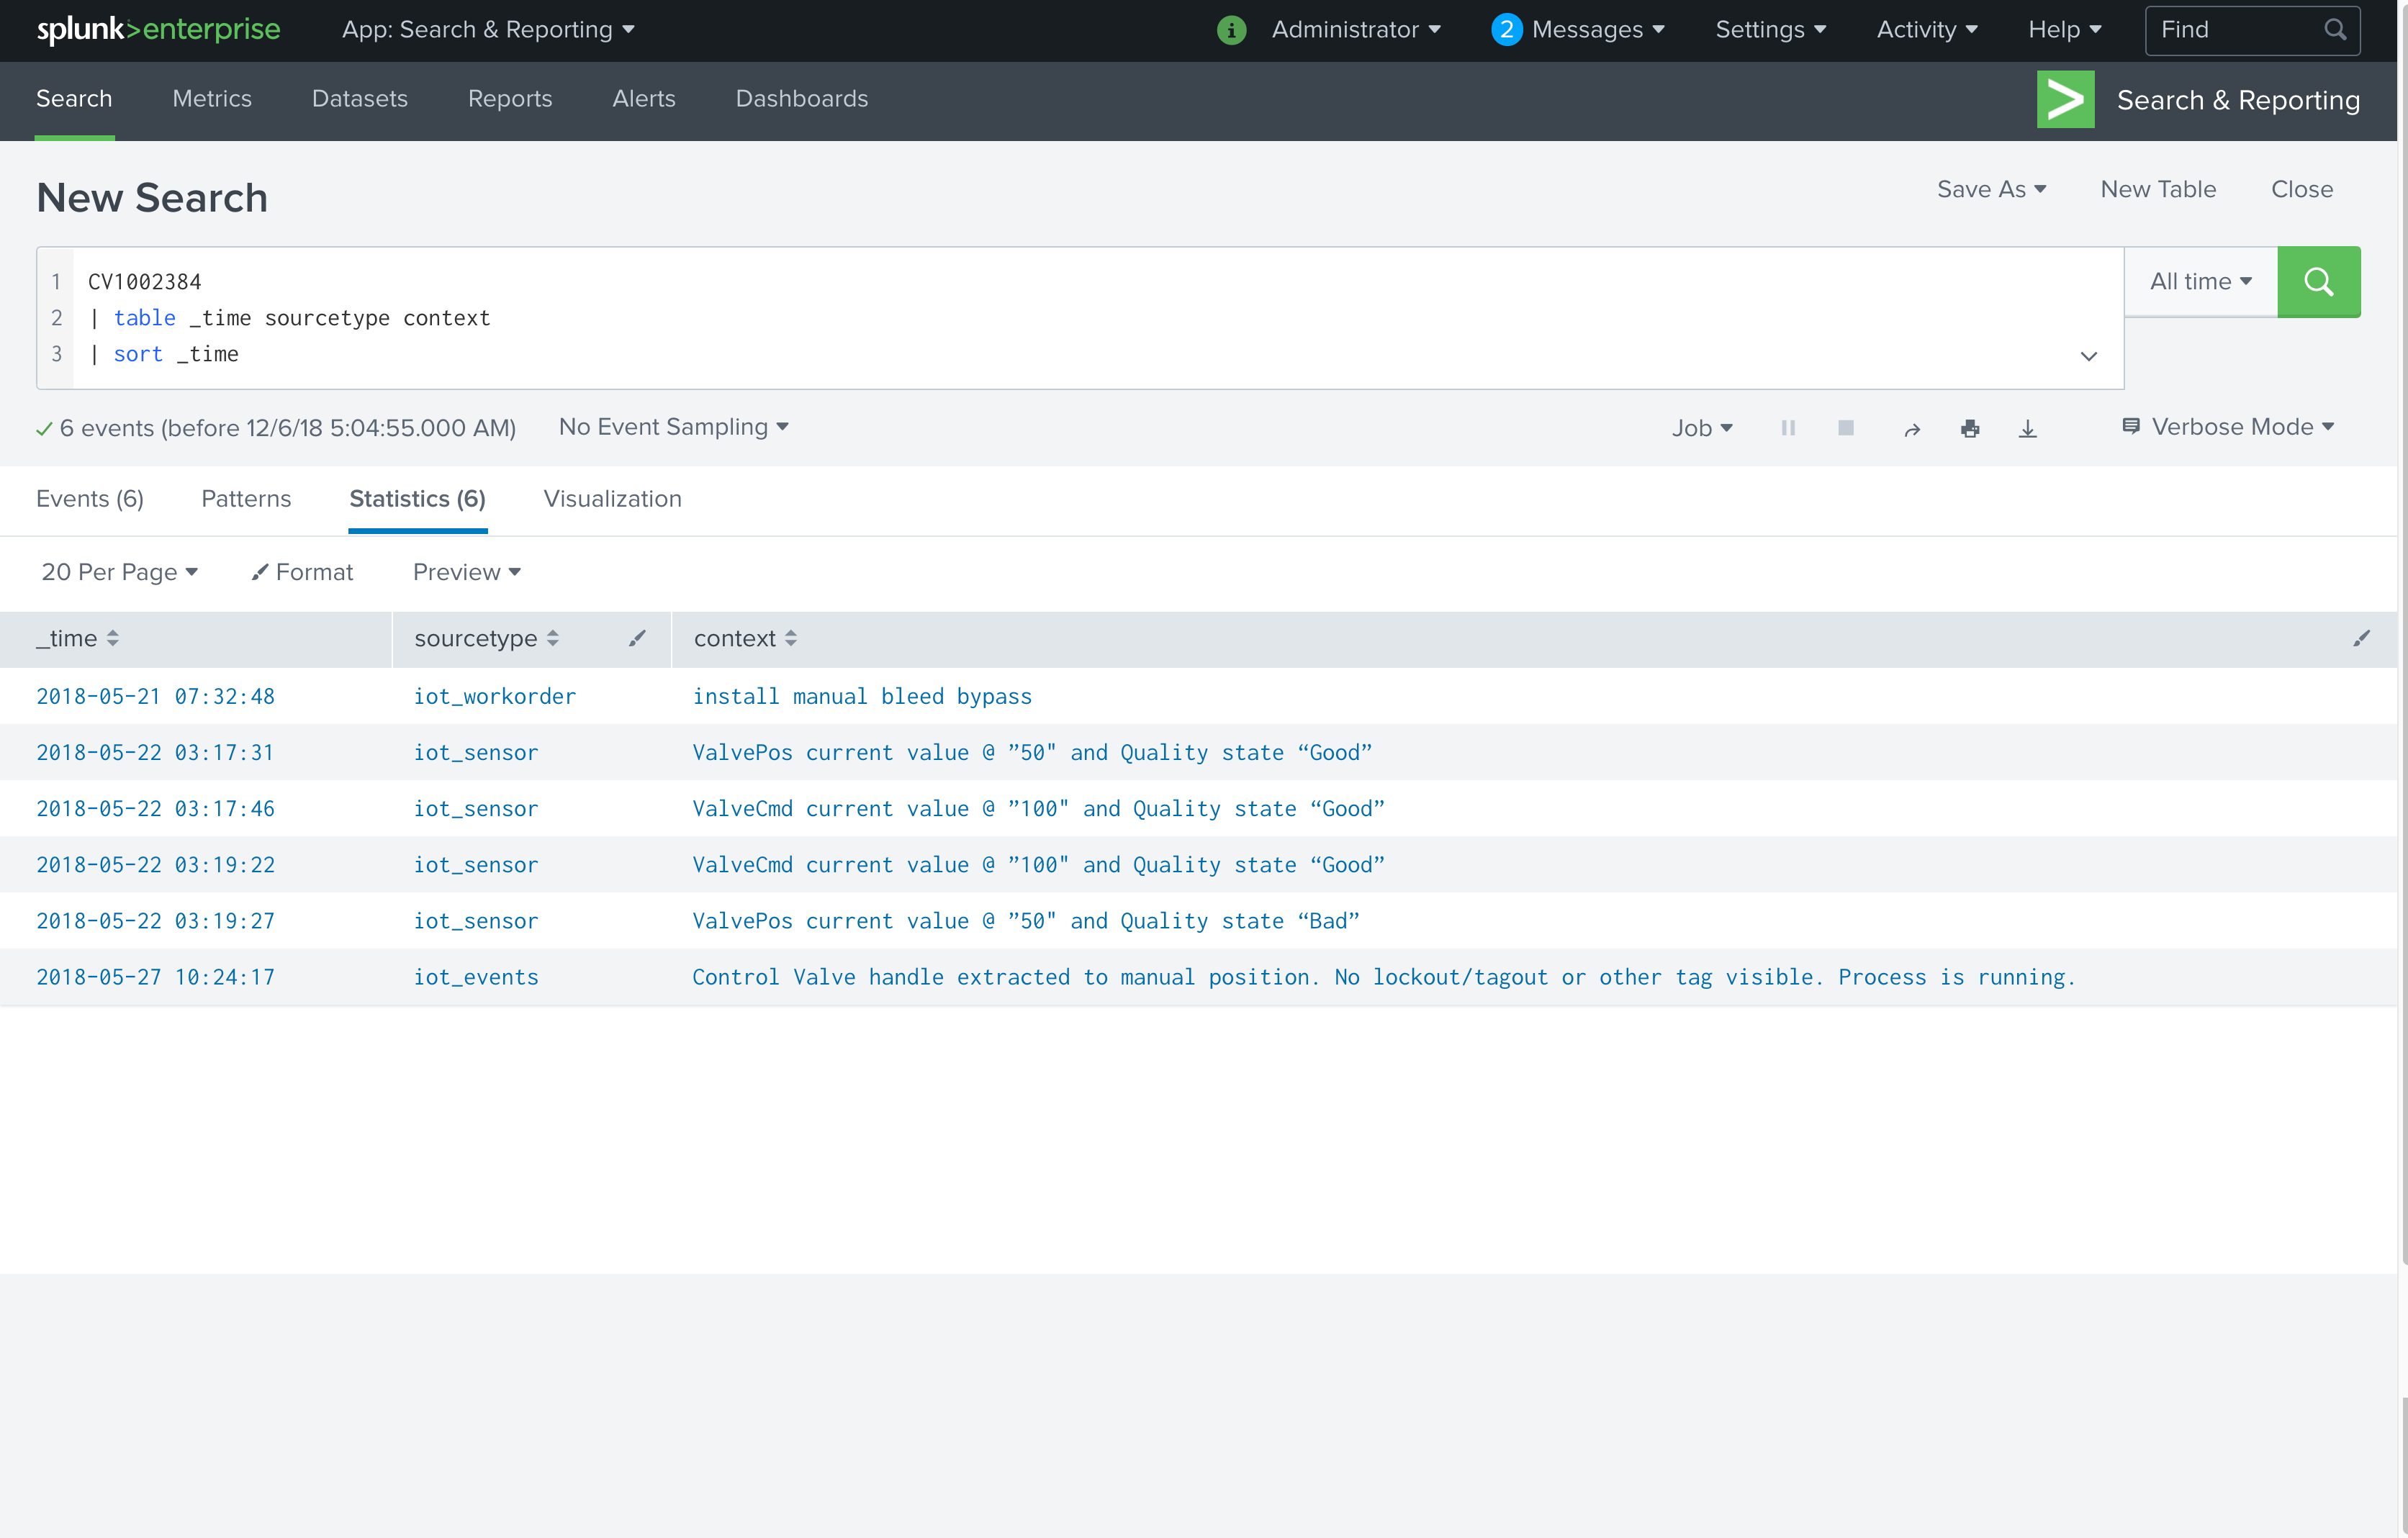 splunk>enterprise App: Search & Reporting i Administrator 2 Messages Settings Activity Help Find
Search Metrics Datasets Reports Alerts Dashboards > Search & Reporting
New Search Save As New Table Close
1 CV1002384 All time
2 | table _time sourcetype context
3 | sort _time
6 events (before 12/6/18 5:04:55.000 AM) No Event Sampling Job Verbose Mode
Events (6) Patterns Statistics (6) Visualization
20 Per Page Format Preview
_time sourcetype context
2018-05-21 07:32:48 iot_workorder install manual bleed bypass
2018-05-22 03:17:31 iot_sensor ValvePos current value @ ”50" and Quality state “Good”
2018-05-22 03:17:46 iot_sensor ValveCmd current value @ ”100" and Quality state “Good”
2018-05-22 03:19:22 iot_sensor ValveCmd current value @ ”100" and Quality state “Good”
2018-05-22 03:19:27 iot_sensor ValvePos current value @ ”50" and Quality state “Bad”
2018-05-27 10:24:17 iot_events Control Valve handle extracted to manual position. No lockout/tagout or other tag visible. Process is running.